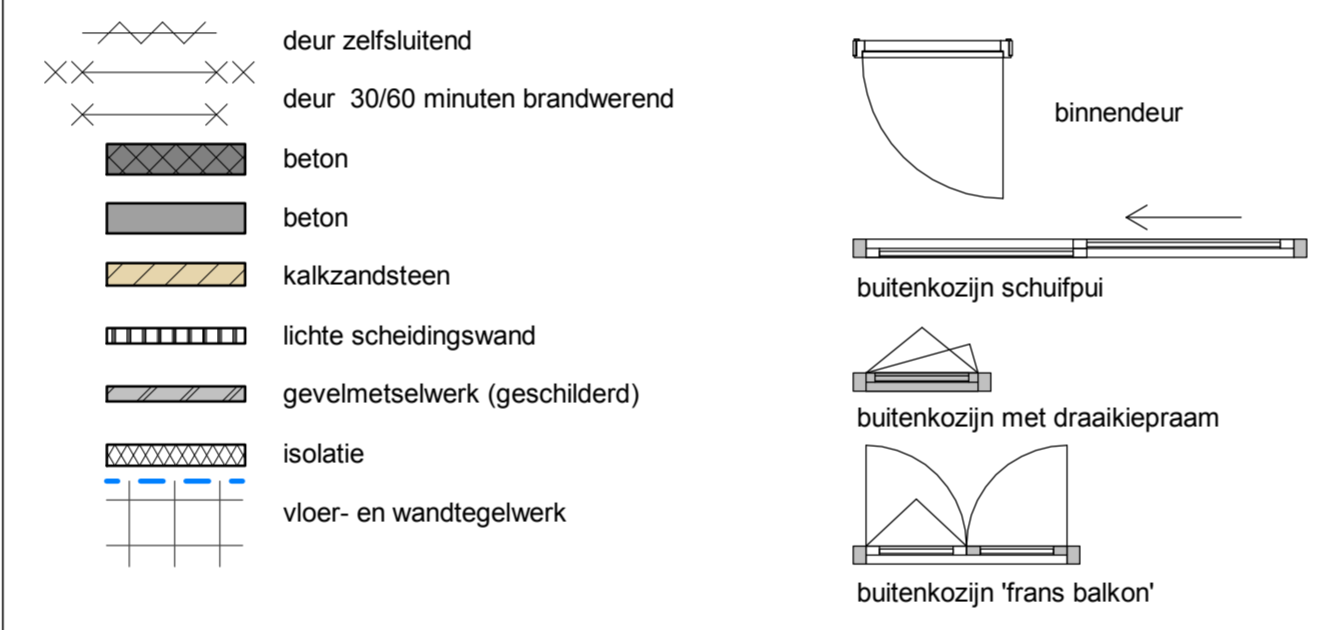 deur zelfsluitend
deur 30/60 minuten brandwerend
beton
beton
kalkzandsteen
lichte scheidingswand
gevelmetselwerk (geschilderd)
isolatie
vloer- en wandtegelwerk
binnendeur
buitenkozijn schuifpui
buitenkozijn met draaikiepraam
buitenkozijn 'frans balkon'